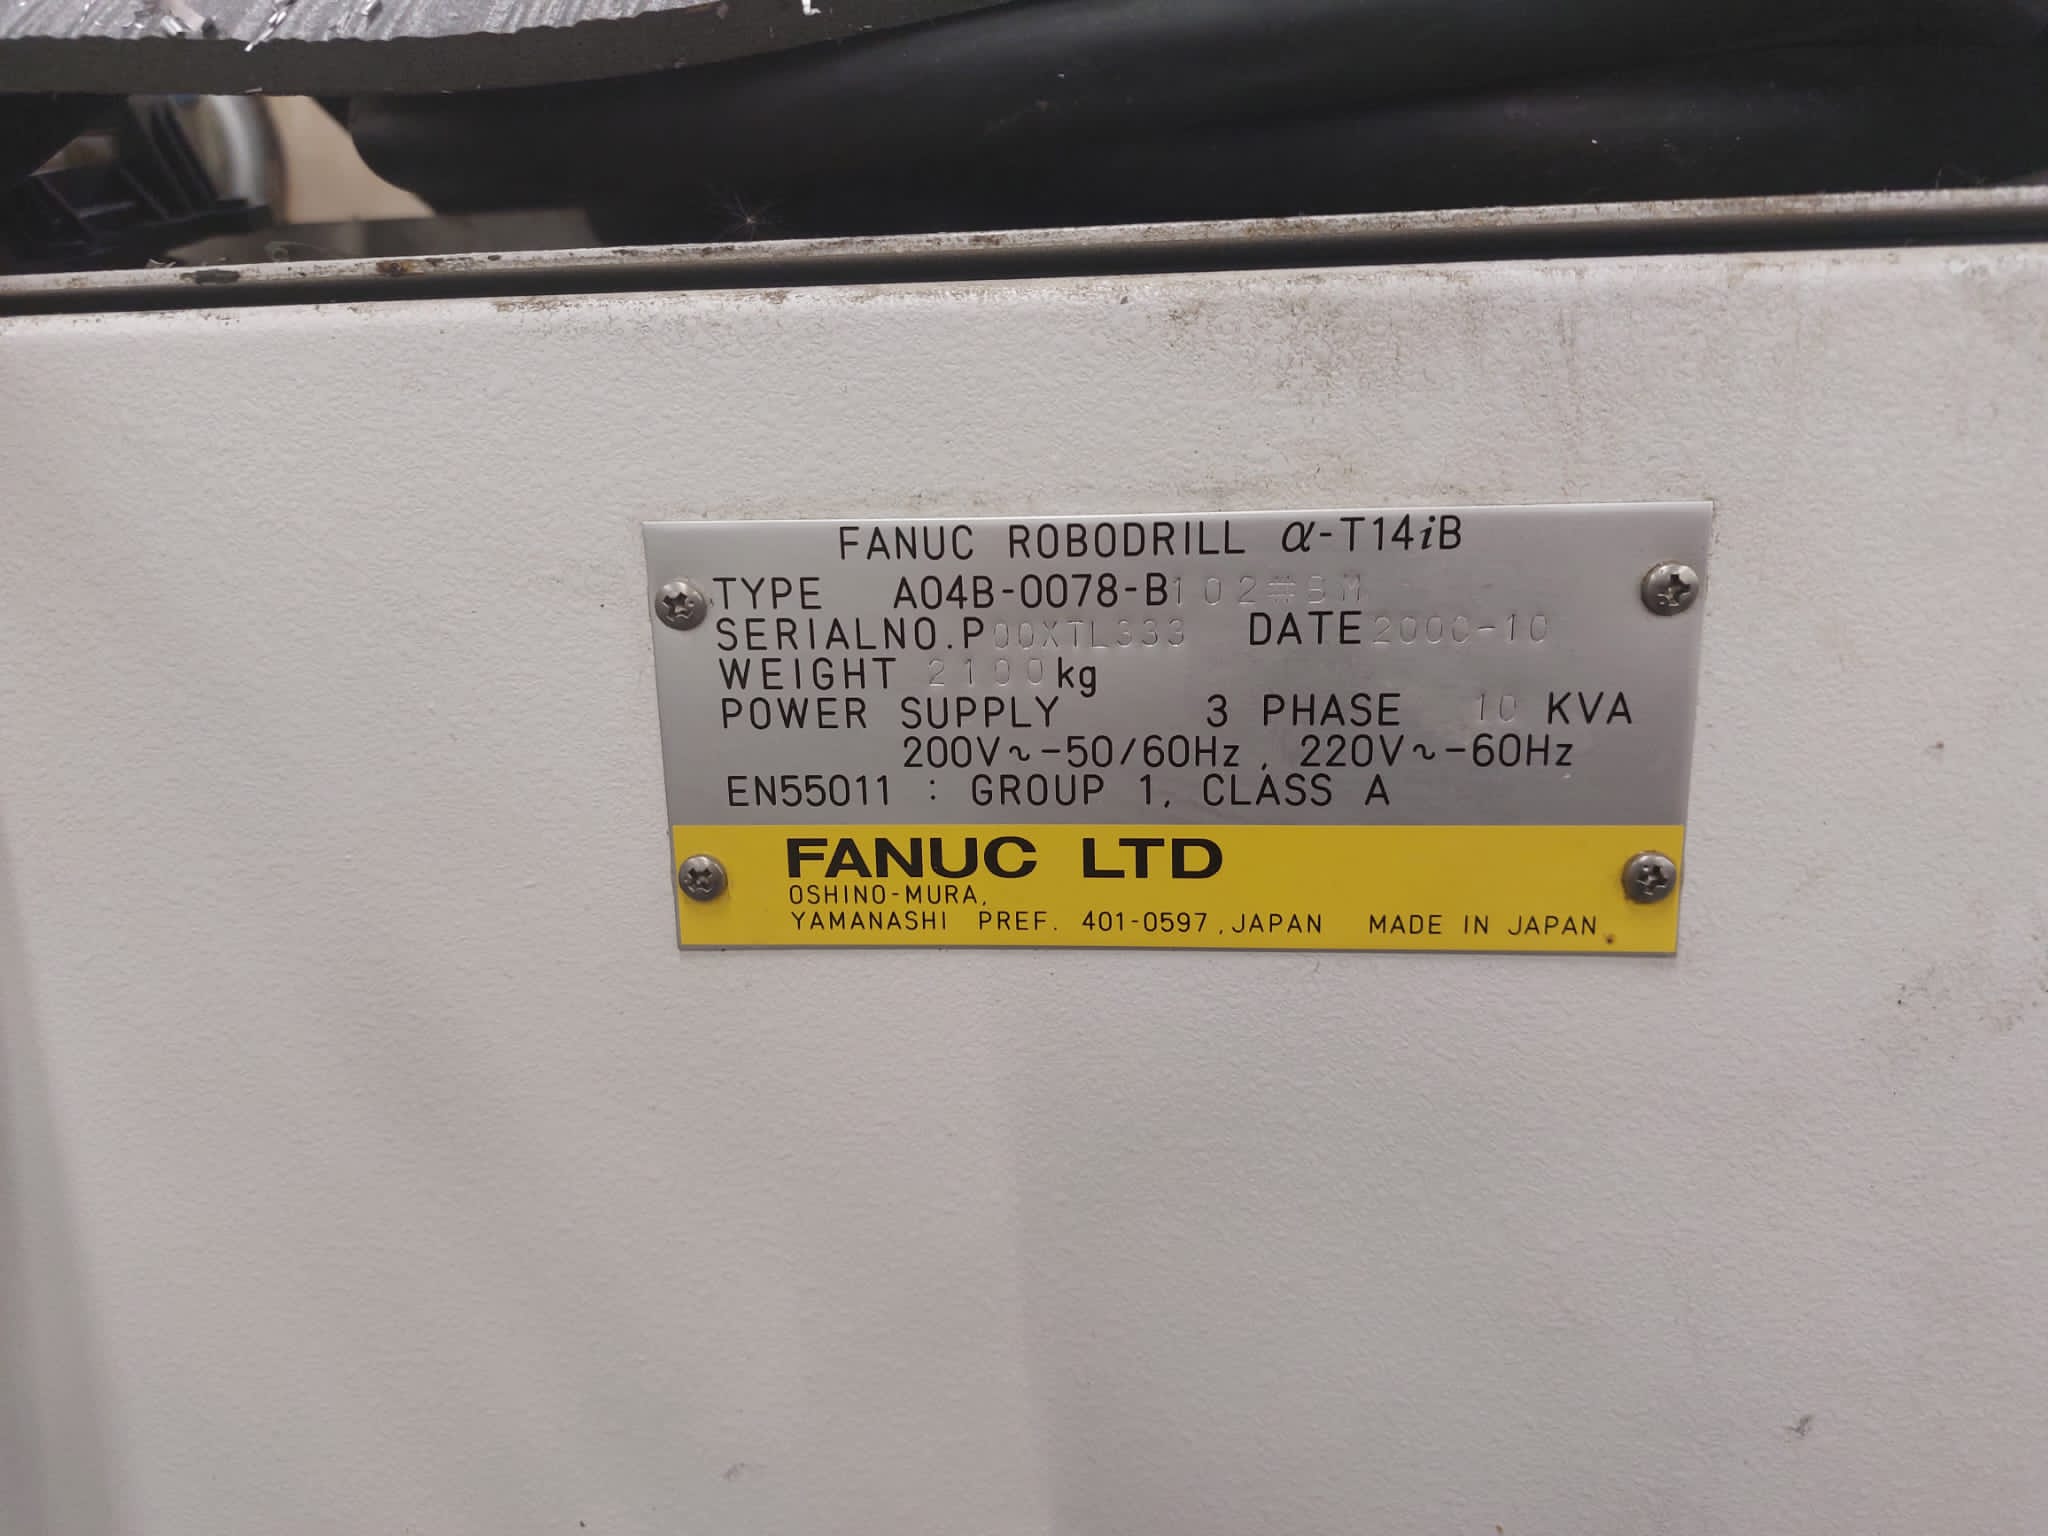 FANUC ROBODRILL α-T14iB
TYPE A04B-0078-B102#BM
SERIALNO.P00XTL333 DATE 2000-10
WEIGHT 2100kg
POWER SUPPLY 3 PHASE 10 KVA
200V~-50/60Hz, 220V~-60Hz
EN55011 : GROUP 1, CLASS A
FANUC LTD
OSHINO-MURA,
YAMANASHI PREF. 401-0597, JAPAN MADE IN JAPAN